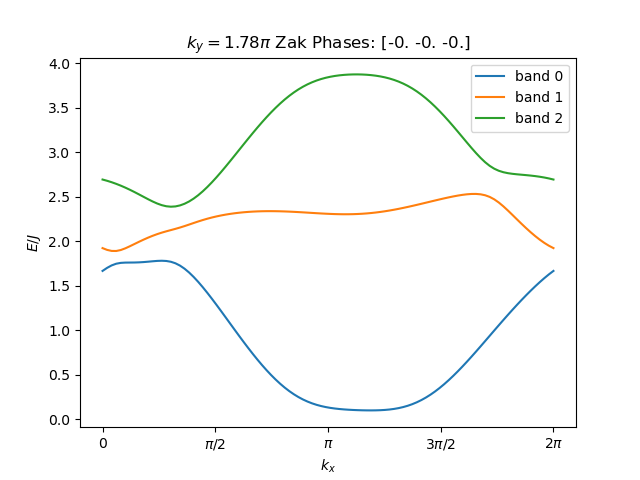 k_y = 1.78π Zak Phases: [-0. -0. -0.]
band 0
band 1
band 2
4.0
3.5
3.0
2.5
2.0
1.5
1.0
0.5
0.0
E/J
0 π/2 π 3π/2 2π
k_x